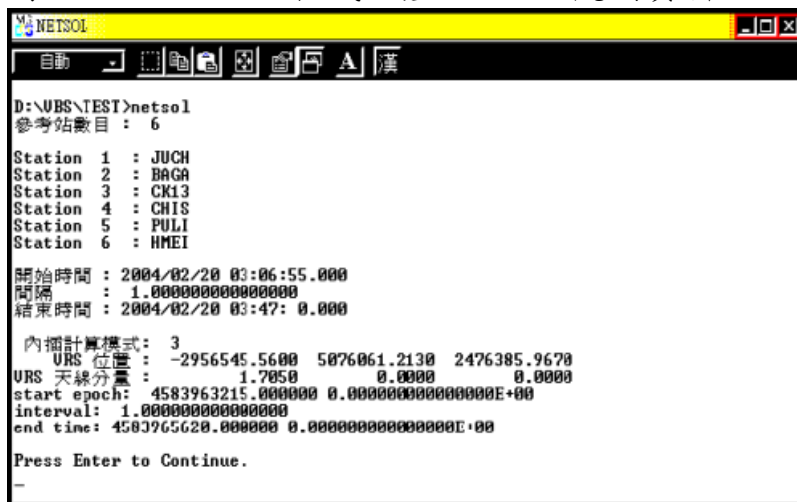 NETSOL
自動 A 漢
D:\VBS\TEST>netsol
參考站數目 : 6
Station 1 : JUCH
Station 2 : BAGA
Station 3 : CK13
Station 4 : CHIS
Station 5 : PULI
Station 6 : HMEI
開始時間 : 2004/02/20 03:06:55.000
間隔 : 1.000000000000000
結束時間 : 2004/02/20 03:47: 0.000
內插計算模式: 3
VRS 位置 : -2956545.5600 5076061.2130 2476385.9670
VRS 天線分量 : 1.7050 0.0000 0.0000
start epoch: 4583963215.000000 0.000000000000000E+00
interval: 1.000000000000000
end time: 4583965620.000000 0.000000000000000E+00
Press Enter to Continue.
_